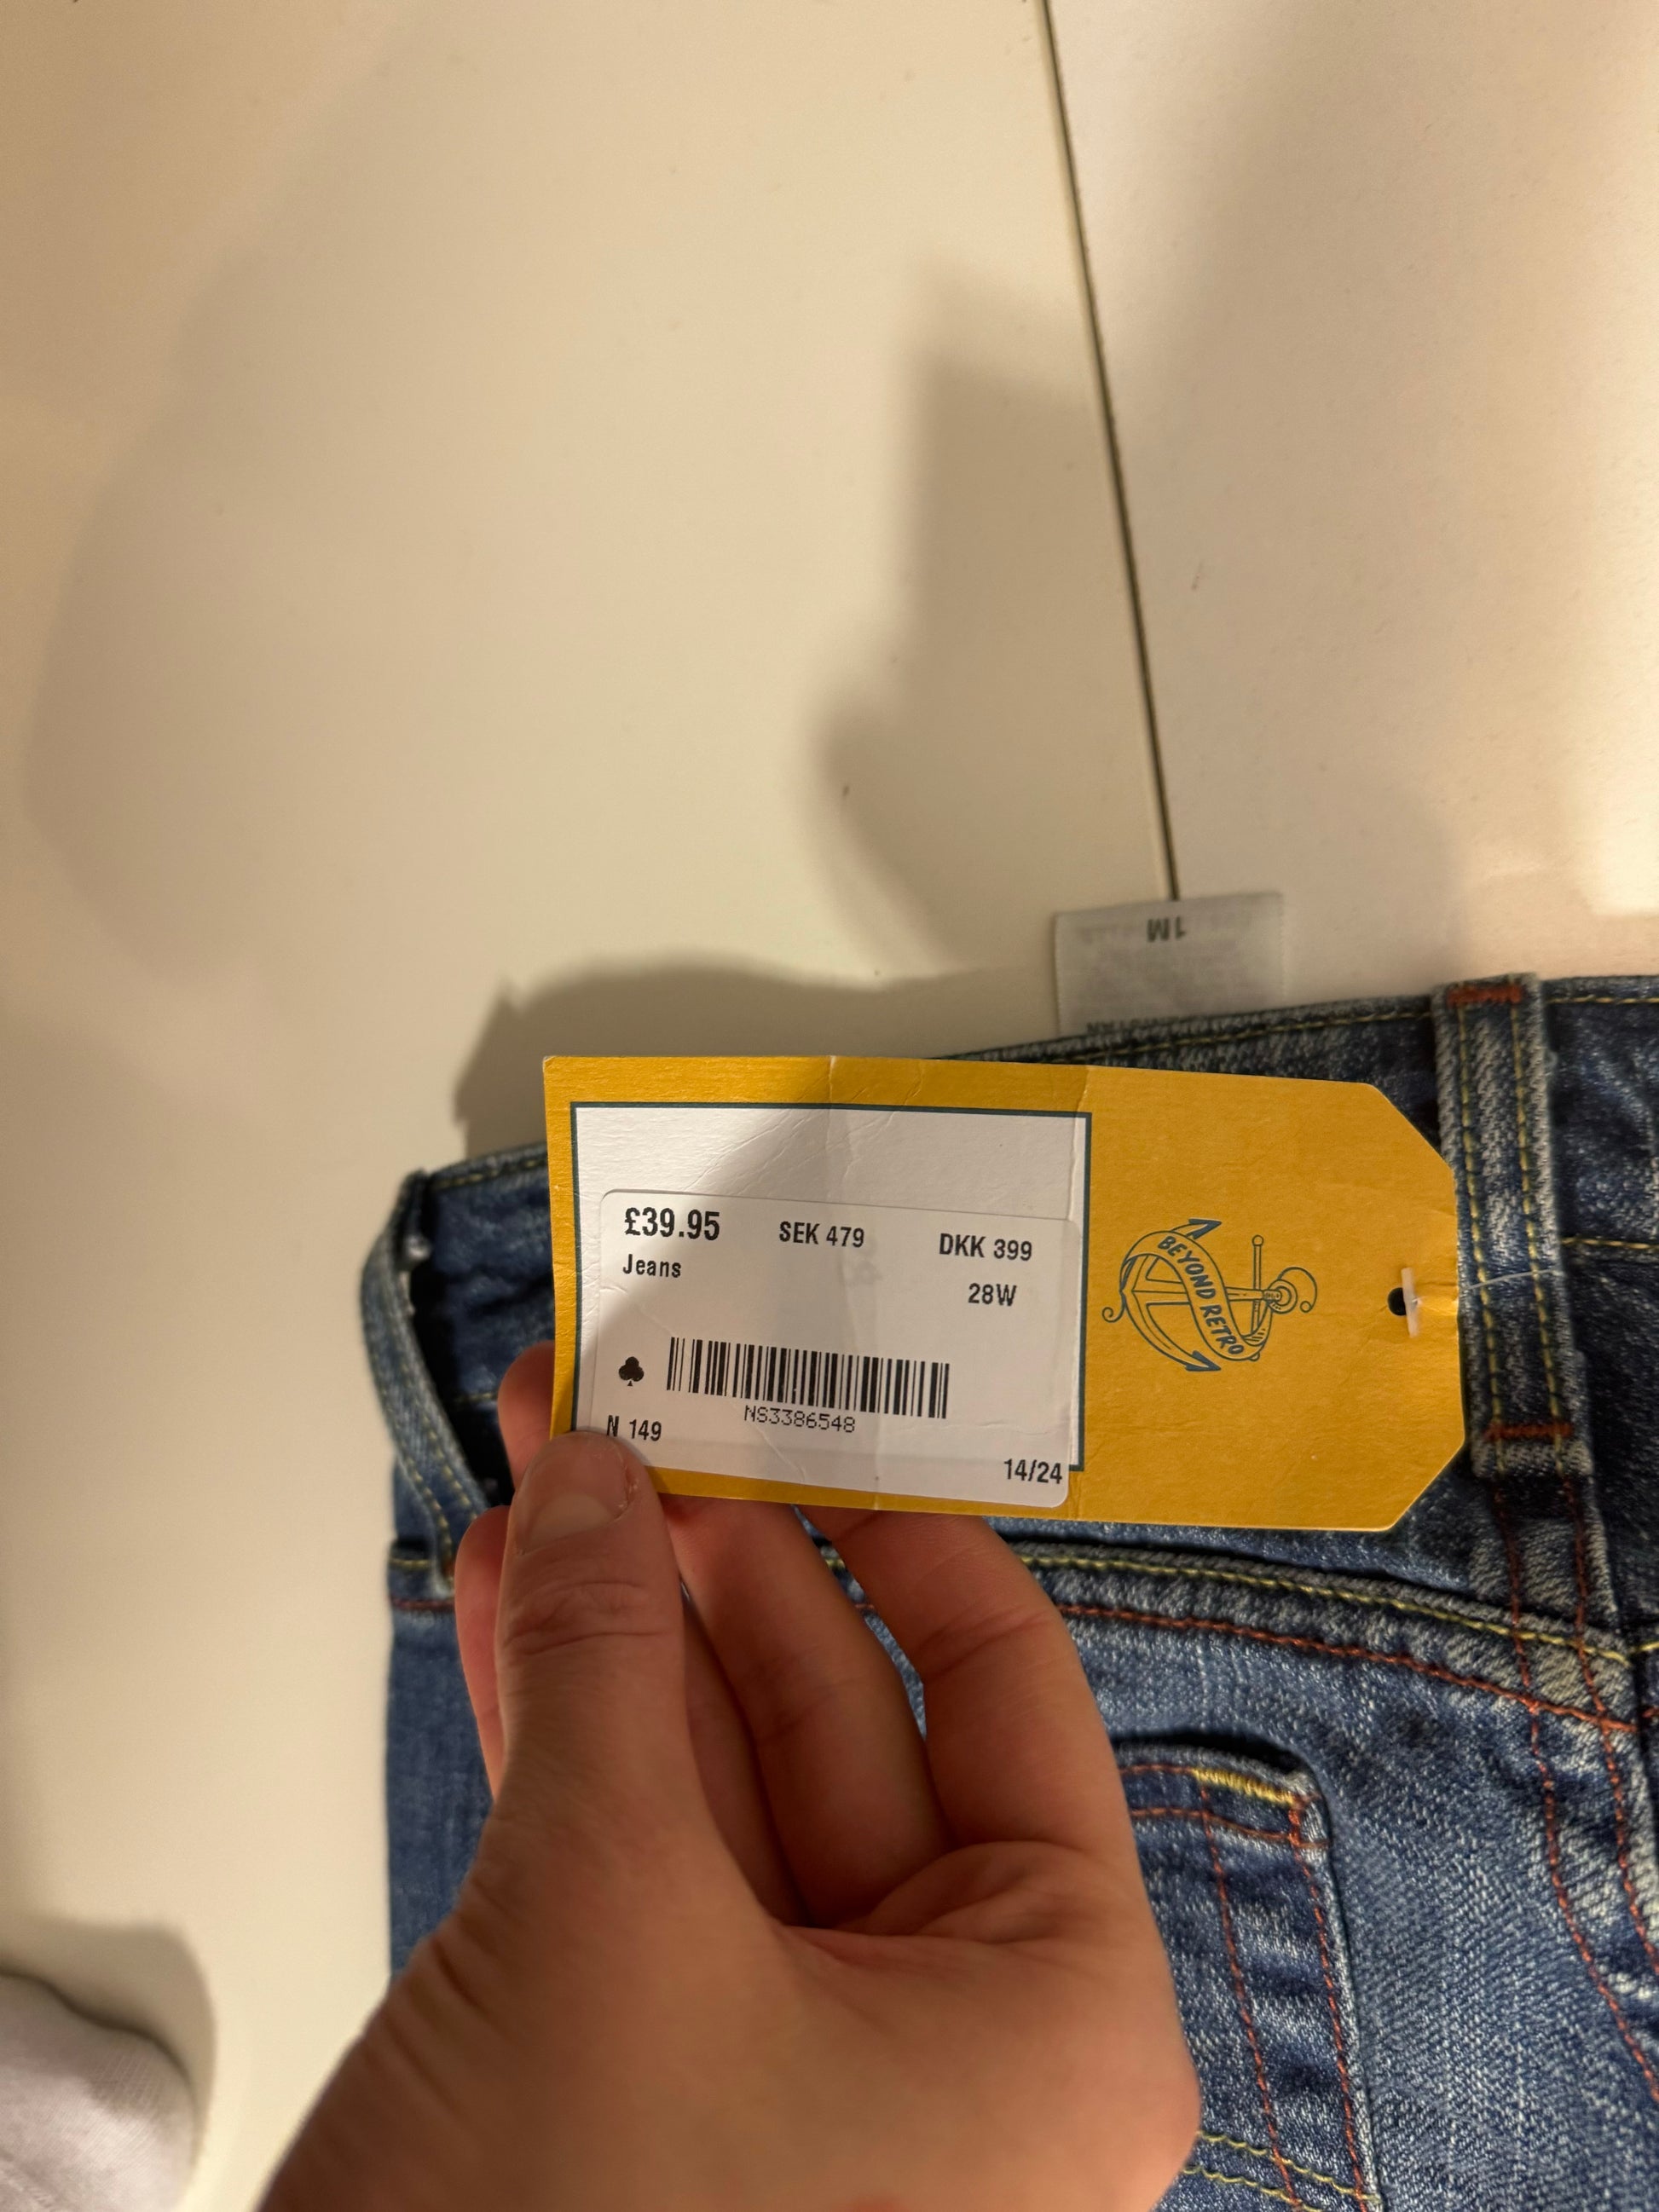 £39.95 SEK 479 DKK 399
Jeans
28W
NS3386548
N 149
14/24
BEYOND RETRO
1M